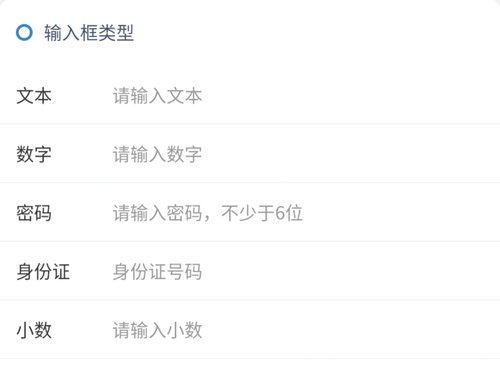 输入框类型
文本 请输入文本
数字 请输入数字
密码 请输入密码，不少于6位
身份证 身份证号码
小数 请输入小数